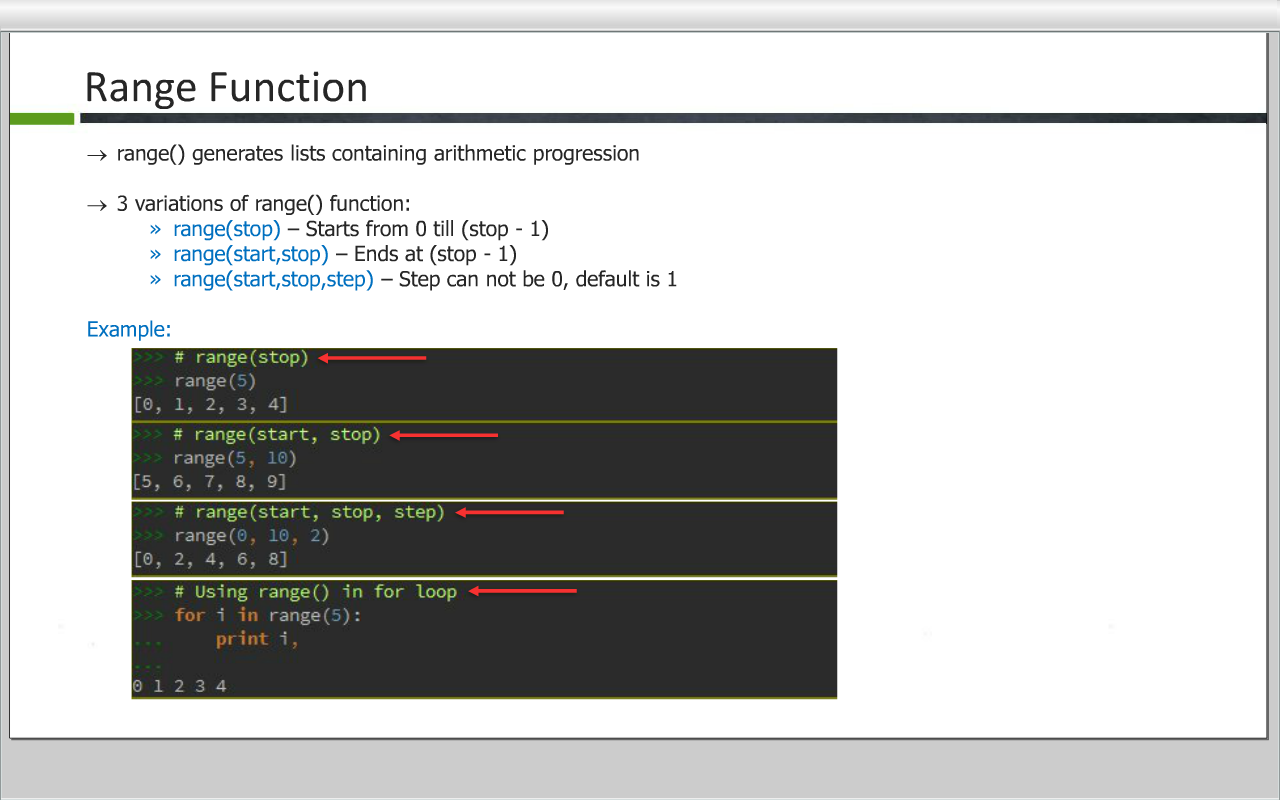 Range Function
→ range() generates lists containing arithmetic progression
→ 3 variations of range() function:
» range(stop) – Starts from 0 till (stop - 1)
» range(start,stop) – Ends at (stop - 1)
» range(start,stop,step) – Step can not be 0, default is 1
Example:
>>> # range(stop)
>>> range(5)
[0, 1, 2, 3, 4]
>>> # range(start, stop)
>>> range(5, 10)
[5, 6, 7, 8, 9]
>>> # range(start, stop, step)
>>> range(0, 10, 2)
[0, 2, 4, 6, 8]
>>> # Using range() in for loop
>>> for i in range(5):
...     print i,
...
0 1 2 3 4